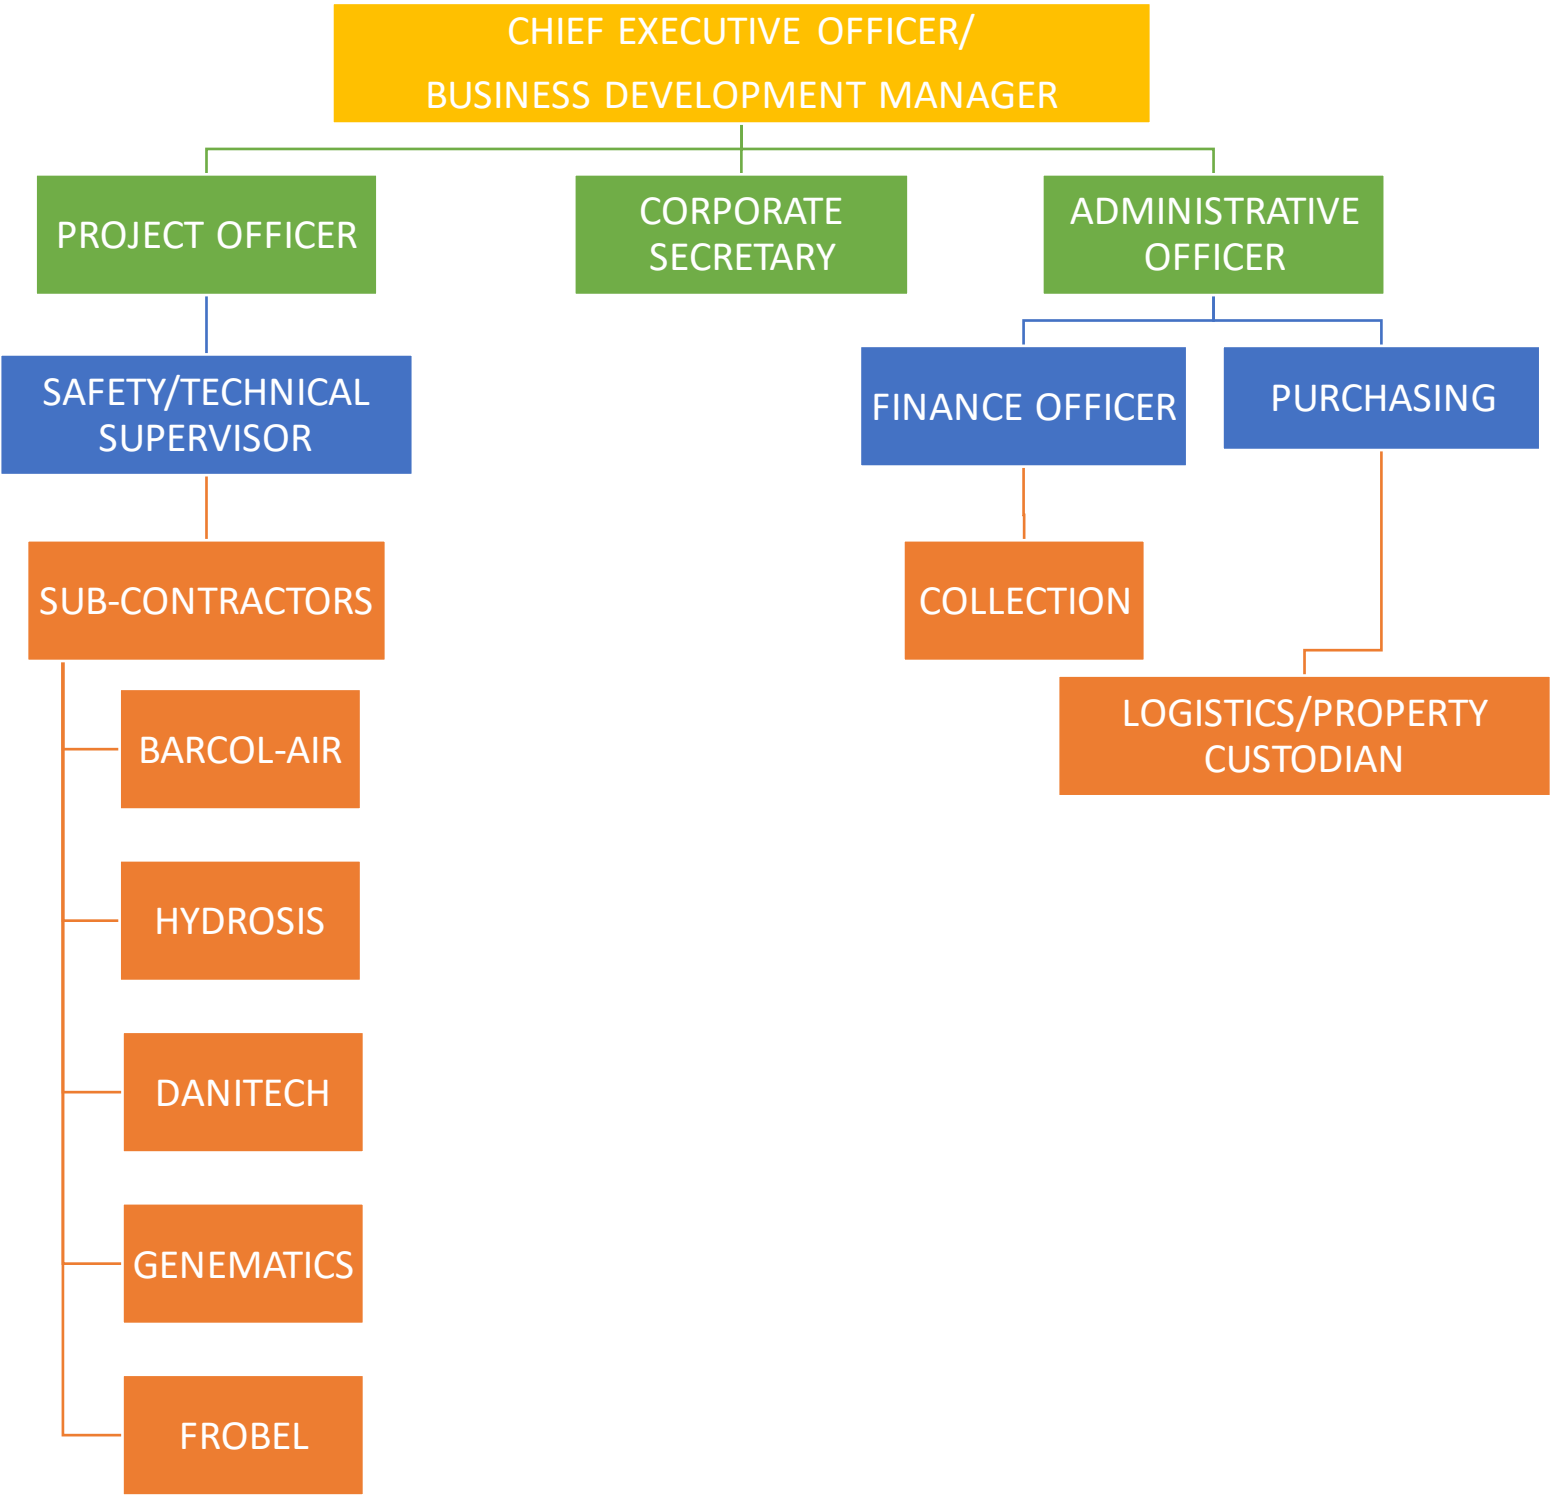 CHIEF EXECUTIVE OFFICER/
BUSINESS DEVELOPMENT MANAGER
PROJECT OFFICER
CORPORATE
SECRETARY
ADMINISTRATIVE
OFFICER
SAFETY/TECHNICAL
SUPERVISOR
FINANCE OFFICER
PURCHASING
SUB-CONTRACTORS
COLLECTION
LOGISTICS/PROPERTY
CUSTODIAN
BARCOL-AIR
HYDROSIS
DANITECH
GENEMATICS
FROBEL